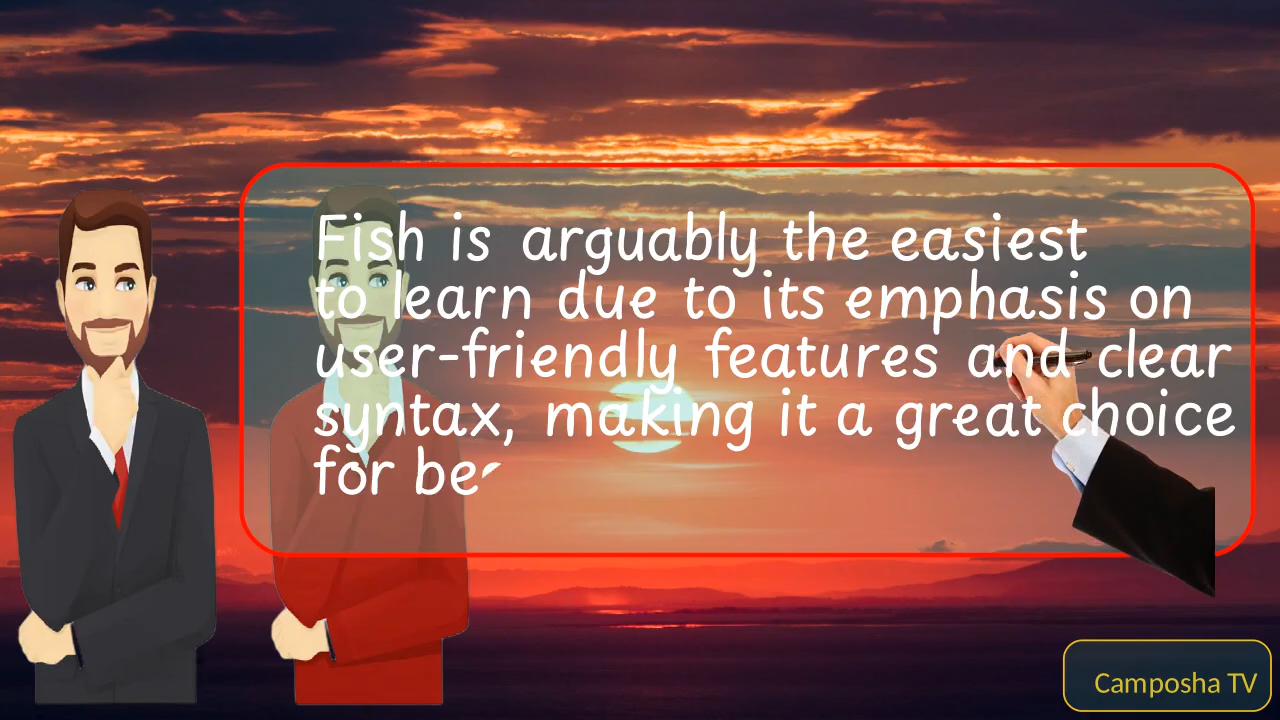 Fish is arguably the easiest
to learn due to its emphasis on
user-friendly features and clear
syntax, making it a great choice
for be
Camposha TV